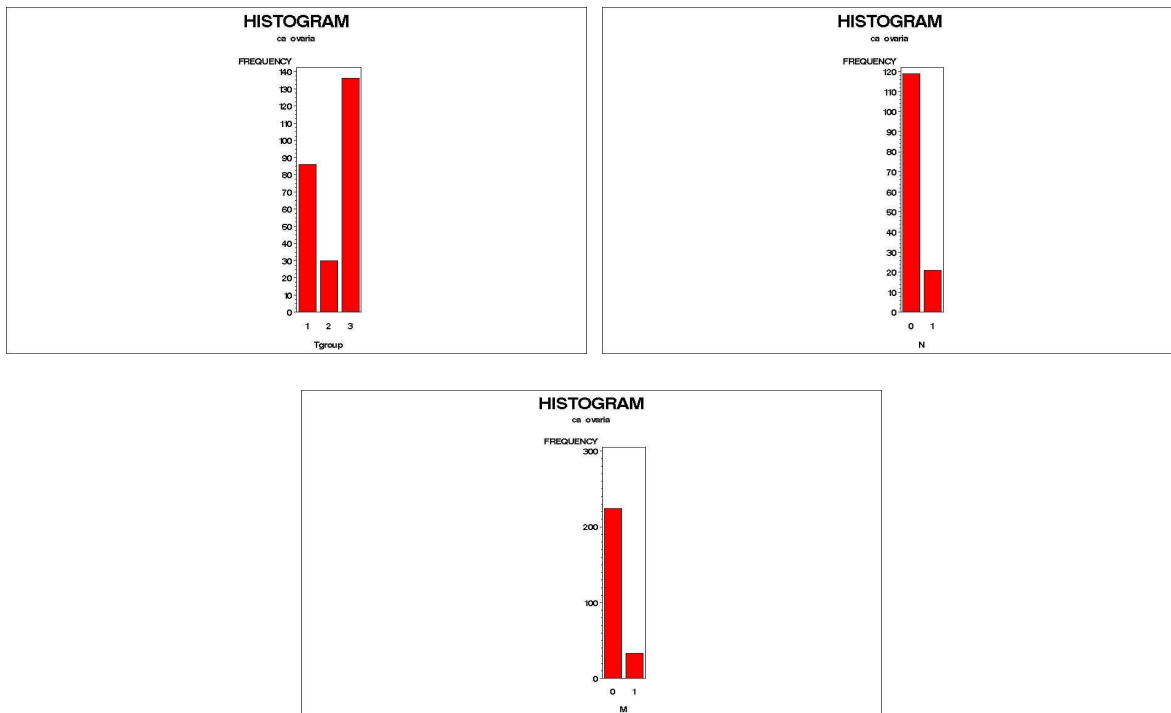 HISTOGRAM
ca ovaria
FREQUENCY
140
130
120
110
100
90
80
70
60
50
40
30
20
10
0
1 2 3
Tgroup
HISTOGRAM
ca ovaria
FREQUENCY
120
110
100
90
80
70
60
50
40
30
20
10
0
0 1
N
HISTOGRAM
ca ovaria
FREQUENCY
300
200
100
0
0 1
M